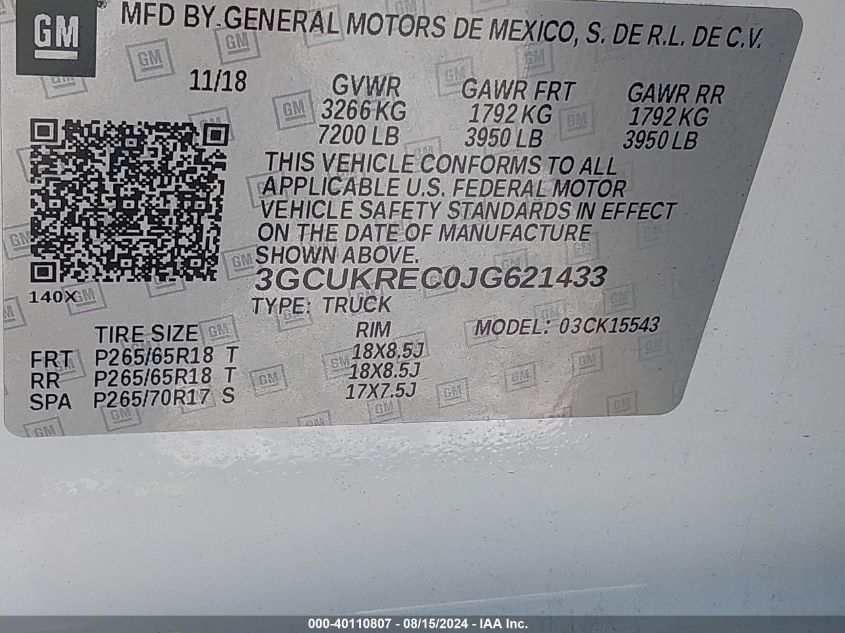 GM
MFD BY GENERAL MOTORS DE MEXICO, S. DE R.L. DE C.V.
11/18 GVWR GAWR FRT GAWR RR
3266 KG 1792 KG 1792 KG
7200 LB 3950 LB 3950 LB
THIS VEHICLE CONFORMS TO ALL
APPLICABLE U.S. FEDERAL MOTOR
VEHICLE SAFETY STANDARDS IN EFFECT
ON THE DATE OF MANUFACTURE
SHOWN ABOVE.
3GCUKREC0JG621433
140X
TYPE: TRUCK
TIRE SIZE RIM MODEL: 03CK15543
FRT P265/65R18 T 18X8.5J
RR P265/65R18 T 18X8.5J
SPA P265/70R17 S 17X7.5J
000-40110807 - 08/15/2024 - IAA Inc.